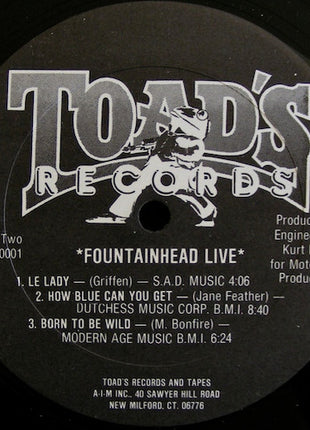 TOAD'S
RECORDS
Two
0001
*FOUNTAINHEAD LIVE*
Produc
Engineer
Kurt
for Moto
Produc
1. LE LADY — (Griffen) — S.A.D. MUSIC 4:06
2. HOW BLUE CAN YOU GET — (Jane Feather) —
DUTCHESS MUSIC CORP. B.M.I. 8:40
3. BORN TO BE WILD — (M. Bonfire) —
MODERN AGE MUSIC B.M.I. 6:24
TOAD'S RECORDS AND TAPES
A·I·M INC., 40 SAWYER HILL ROAD
NEW MILFORD, CT. 06776